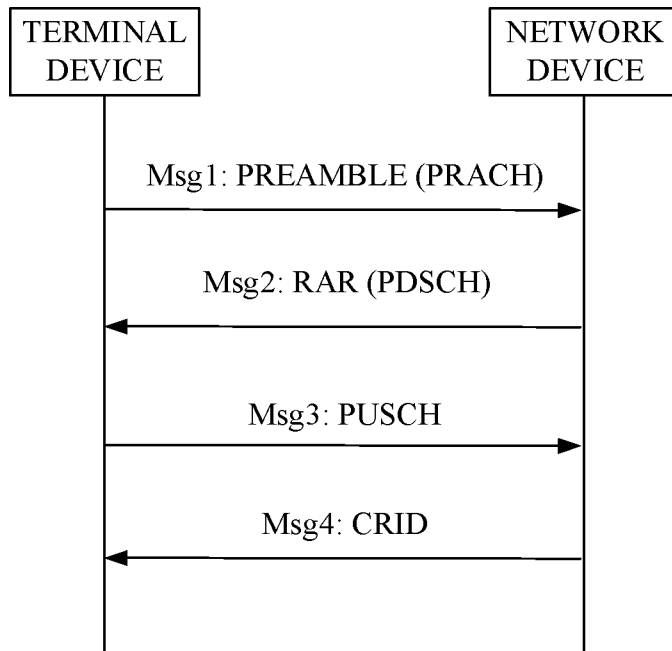 TERMINAL
DEVICE
NETWORK
DEVICE
Msg1: PREAMBLE (PRACH)
Msg2: RAR (PDSCH)
Msg3: PUSCH
Msg4: CRID